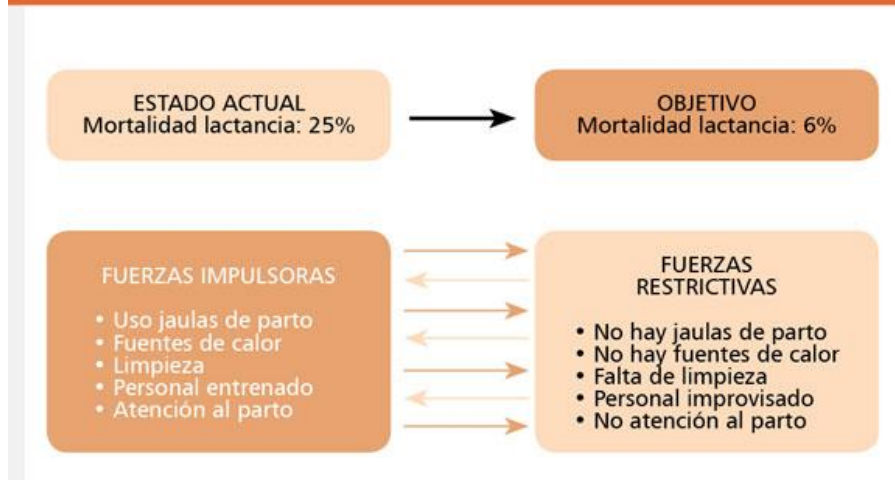 ESTADO ACTUAL
Mortalidad lactancia: 25%
OBJETIVO
Mortalidad lactancia: 6%
FUERZAS IMPULSORAS
• Uso jaulas de parto
• Fuentes de calor
• Limpieza
• Personal entrenado
• Atención al parto
FUERZAS
RESTRICTIVAS
• No hay jaulas de parto
• No hay fuentes de calor
• Falta de limpieza
• Personal improvisado
• No atención al parto